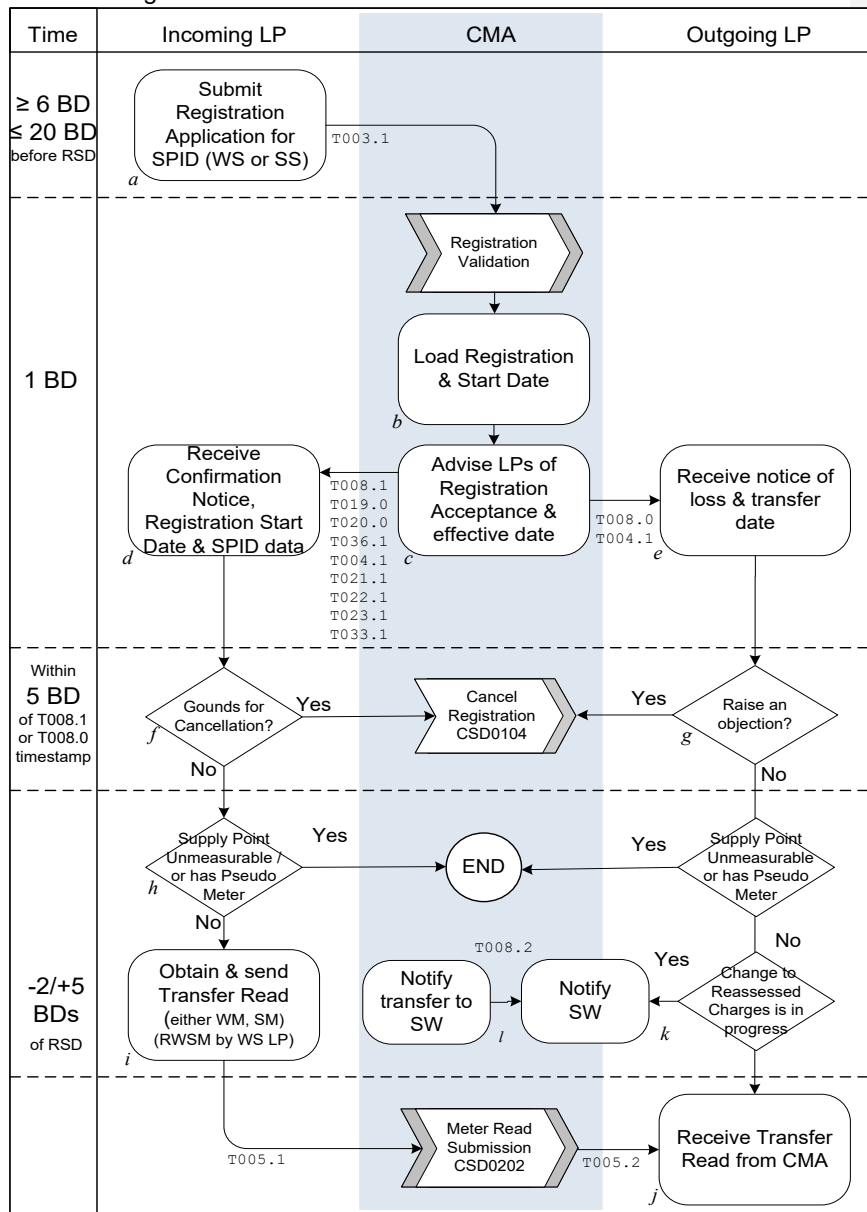 Time
Incoming LP
CMA
Outgoing LP
≥ 6 BD
≤ 20 BD
before RSD
Submit
Registration
Application for
SPID (WS or SS)
a
T003.1
1 BD
Registration
Validation
Load Registration
& Start Date
b
Receive
Confirmation
Notice,
Registration Start
Date & SPID data
d
T008.1
T019.0
T020.0
T036.1
T004.1
T021.1
T022.1
T023.1
T033.1
Advise LPs of
Registration
Acceptance &
effective date
c
T008.0
T004.1
Receive notice of
loss & transfer
date
e
Within
5 BD
of T008.1
or T008.0
timestamp
Gounds for
Cancellation?
f
Yes
No
Cancel
Registration
CSD0104
Yes
Raise an
objection?
g
No
-2/+5
BDs
of RSD
Supply Point
Unmeasurable /
or has Pseudo
Meter
h
Yes
No
END
Yes
Supply Point
Unmeasurable
or has Pseudo
Meter
No
Obtain & send
Transfer Read
(either WM, SM)
(RWSM by WS LP)
i
T008.2
Notify
transfer to
SW
l
Notify
SW
Yes
k
Change to
Reassessed
Charges is in
progress
T005.1
Meter Read
Submission
CSD0202
T005.2
Receive Transfer
Read from CMA
j